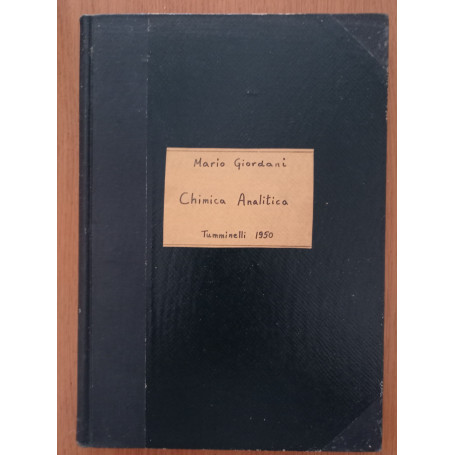 Mario Giordani
Chimica Analitica
Tumminelli 1950